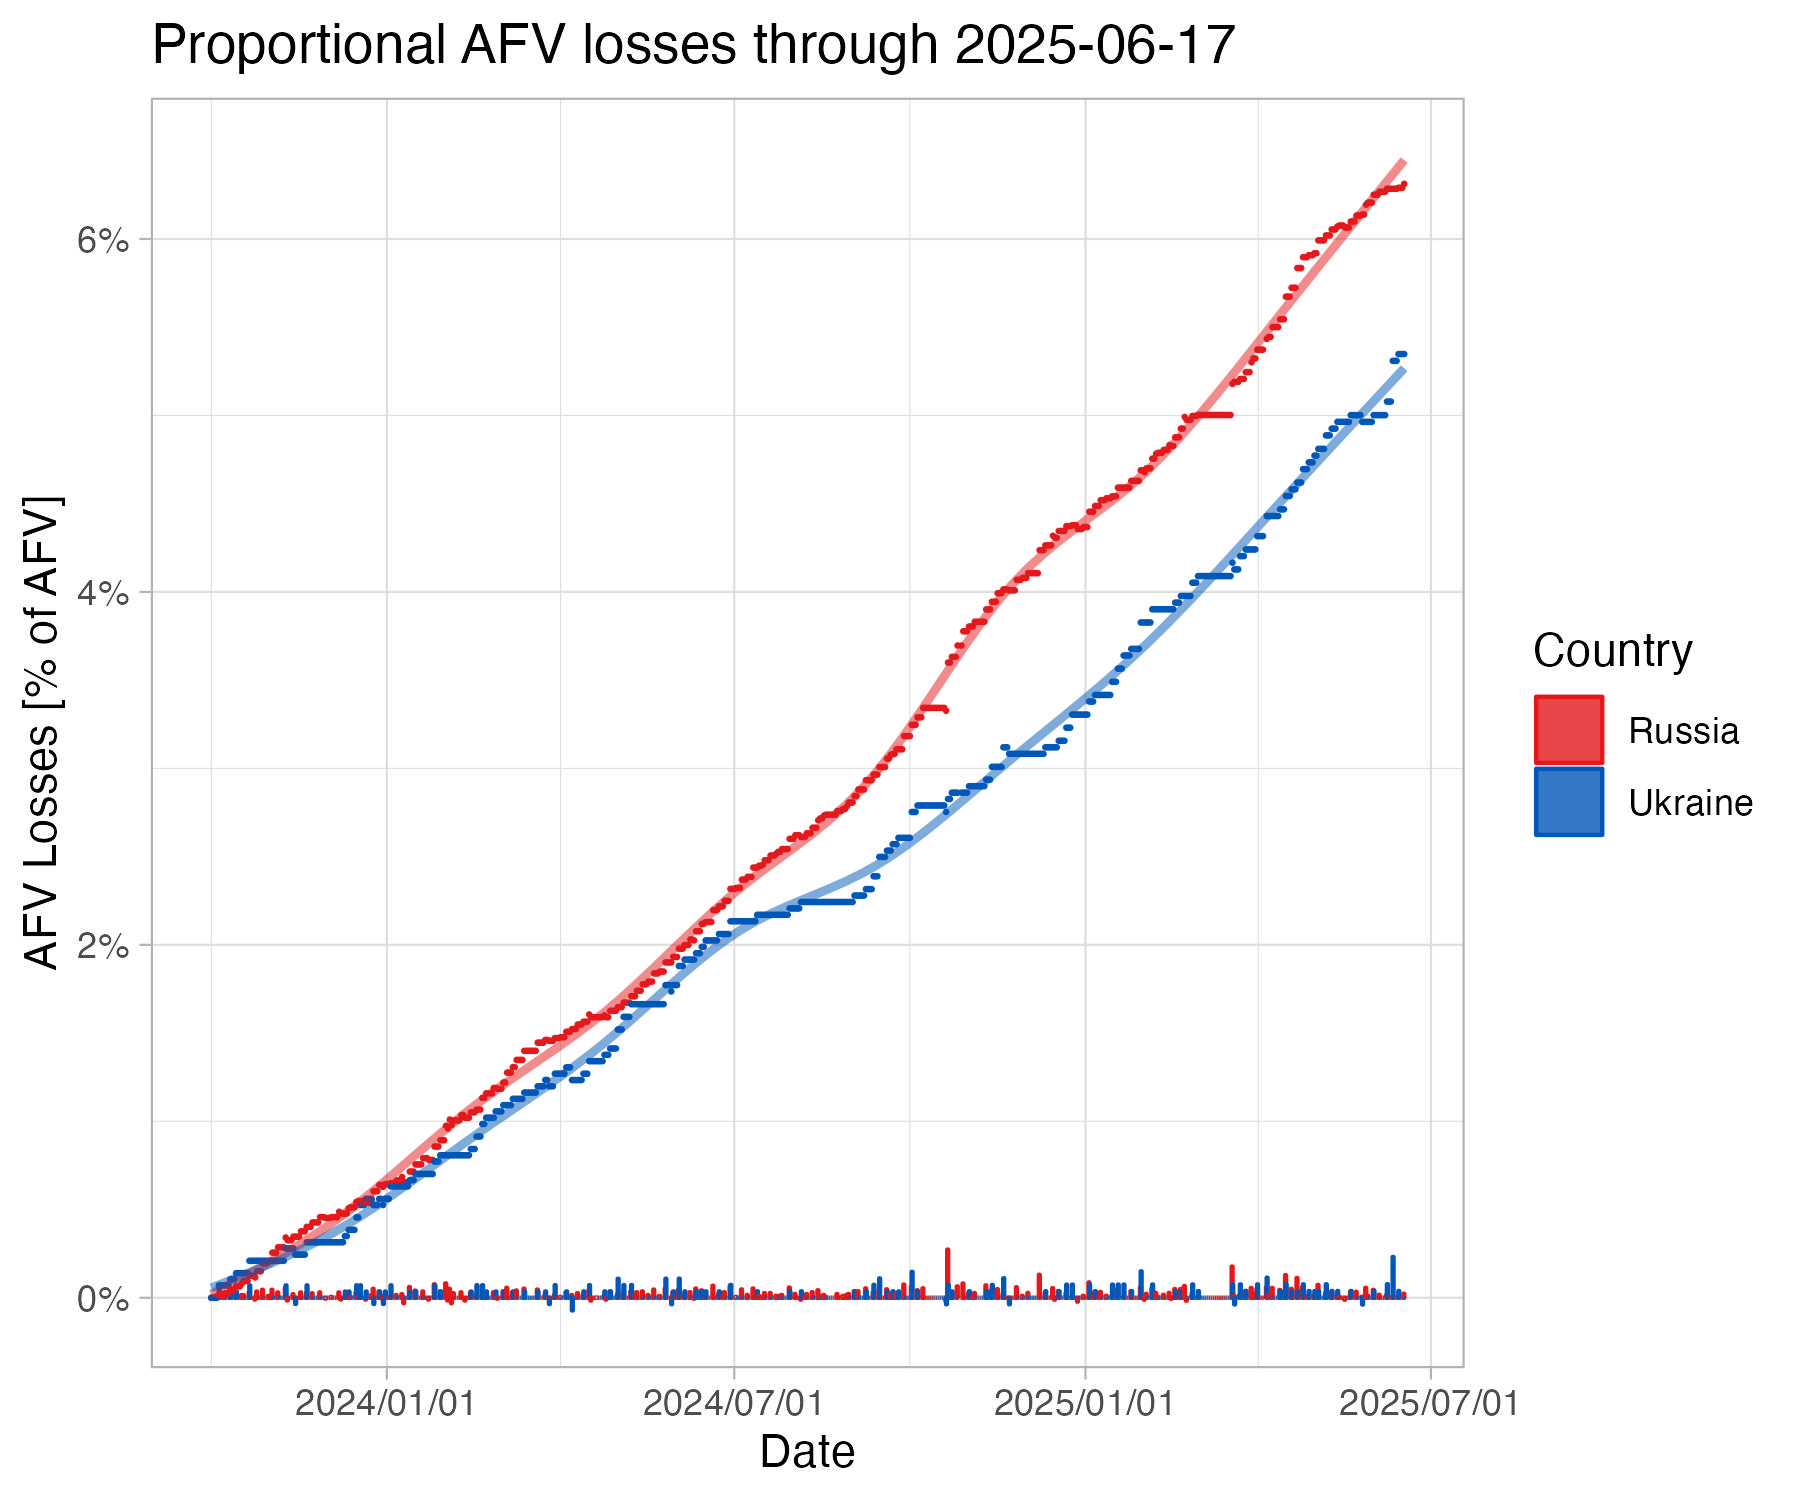 Proportional AFV losses through 2025-06-17
AFV Losses [% of AFV]
6%
4%
2%
0%
2024/01/01
2024/07/01
2025/01/01
2025/07/01
Date
Country
Russia
Ukraine